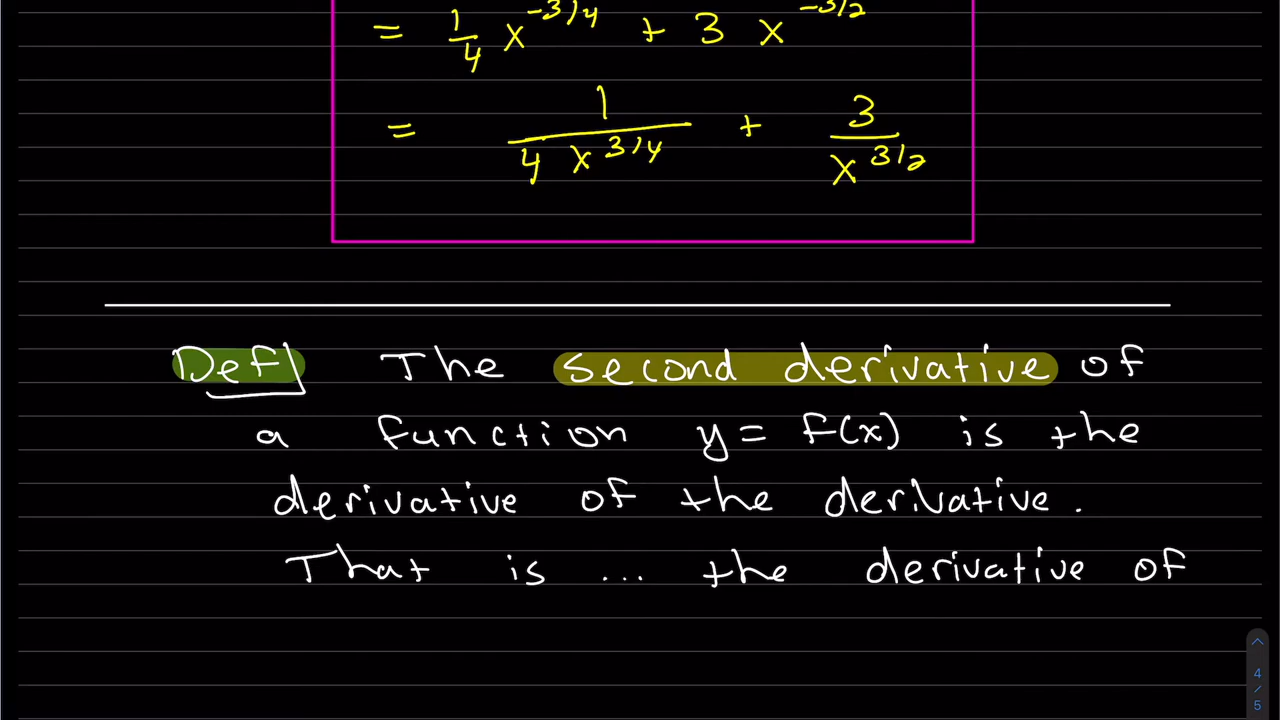 = 1/4 x^-3/4 + 3 x^-3/2
= 1/(4 x^3/4) + 3/x^3/2
Def The second derivative of
a function y = f(x) is the
derivative of the derivative.
That is ... the derivative of
4
/
5